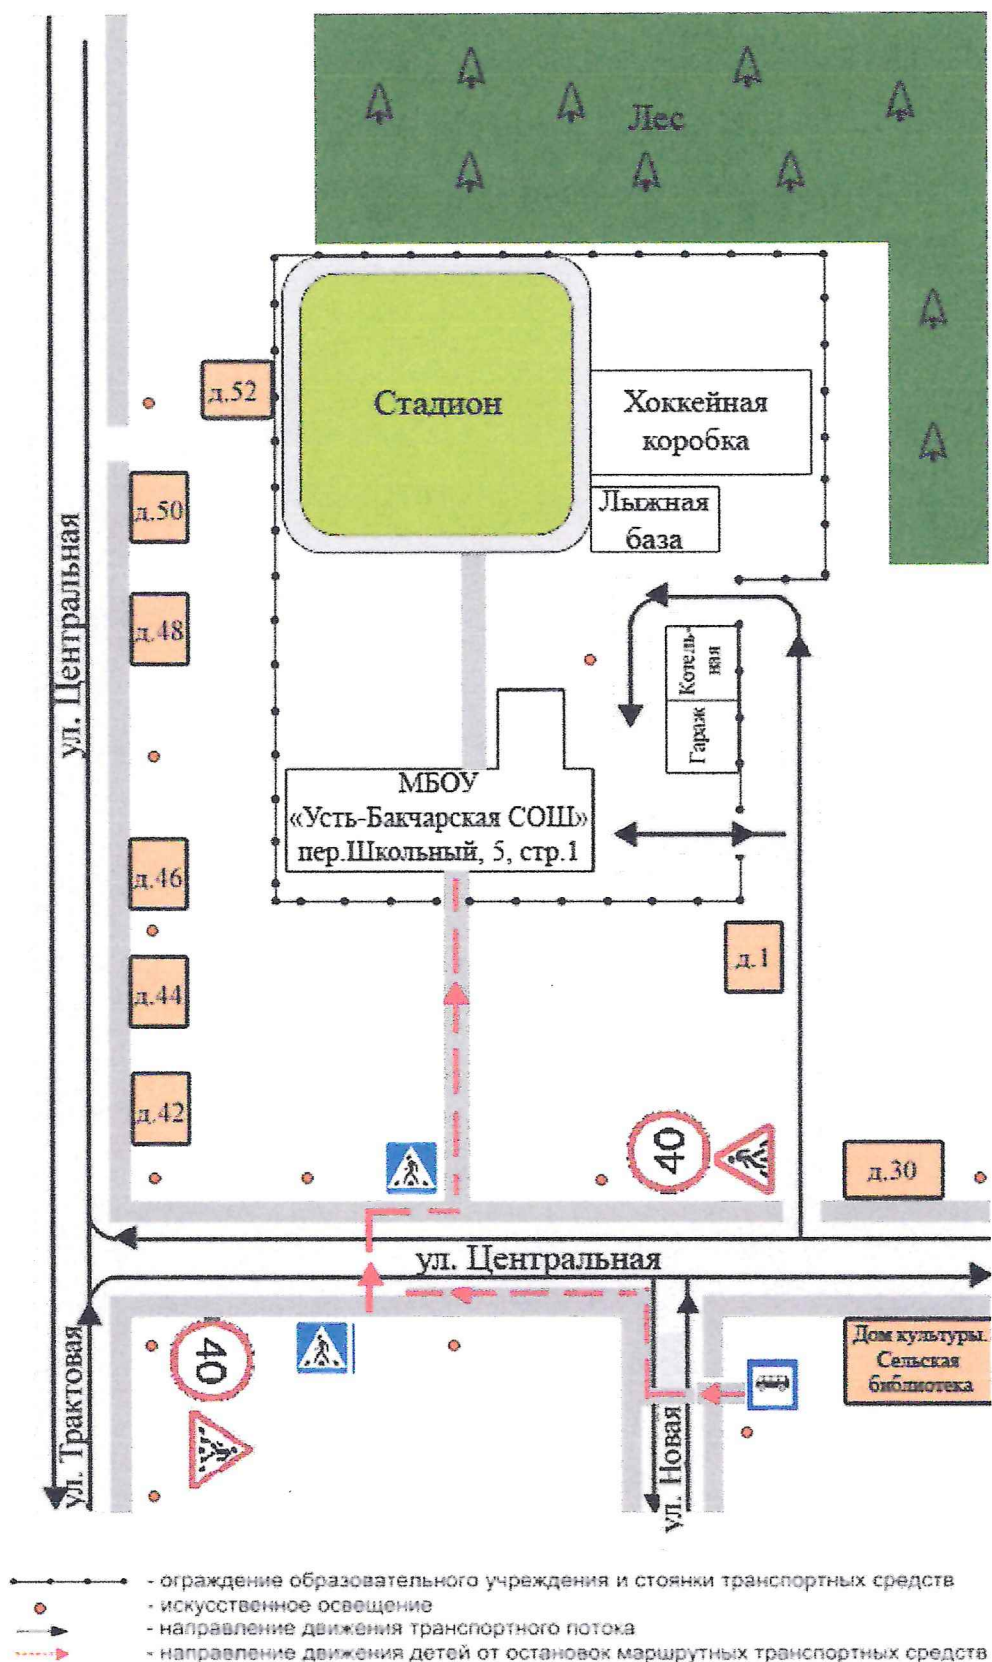 Лес
Стадион
Хоккейная
коробка
Лыжная
база
д.52
д.50
д.48
ул. Центральная
Котель-
ная
Гараж
МБОУ
«Усть-Бакчарская СОШ»
пер.Школьный, 5, стр.1
д.46
д.44
д.42
д.1
40
д.30
ул. Центральная
ул. Трактовая
40
Дом культуры.
Сельская
библиотека
ул. Новая
- ограждение образовательного учреждения и стоянки транспортных средств
- искусственное освещение
- направление движения транспортного потока
- направление движения детей от остановок маршрутных транспортных средств